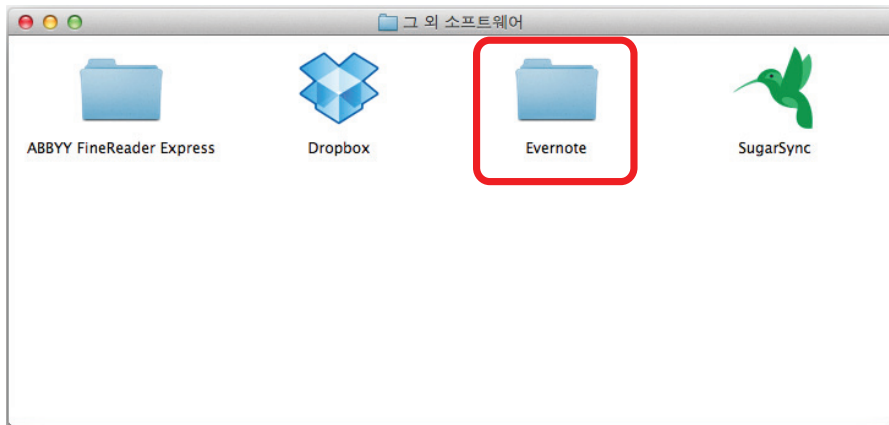 그 외 소프트웨어
ABBYY FineReader Express
Dropbox
Evernote
SugarSync